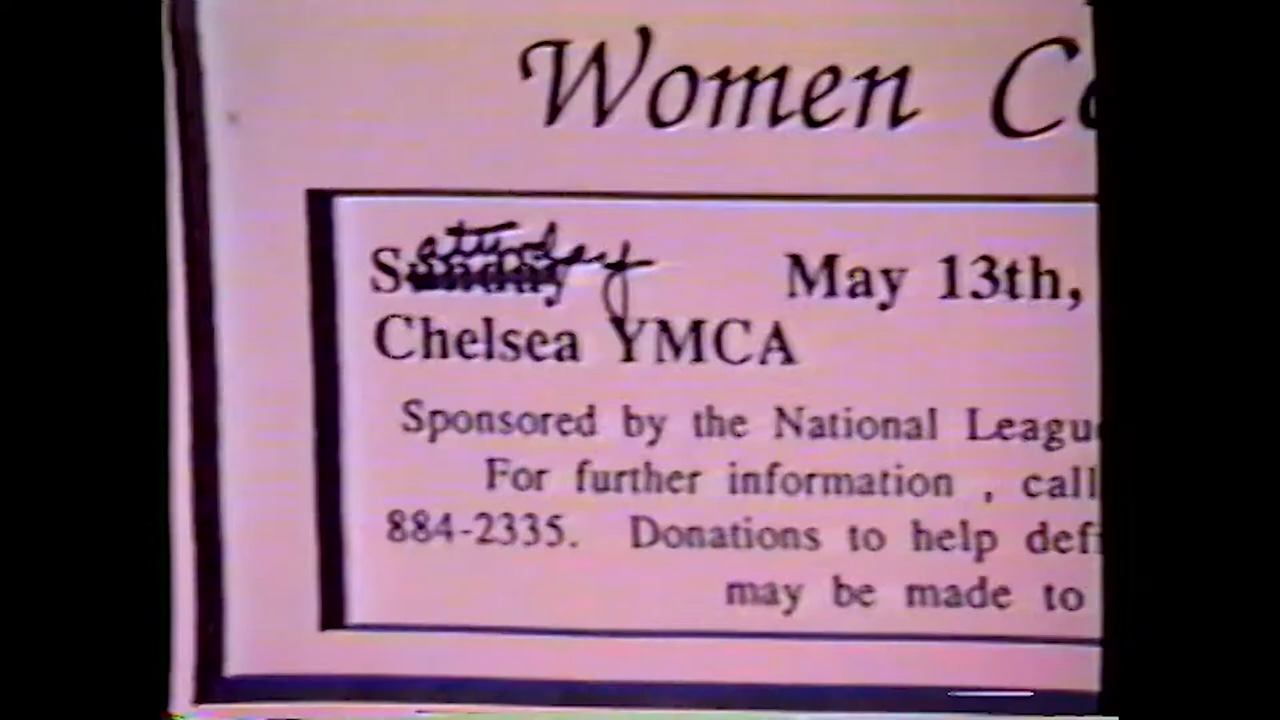 Women Co
Saturday May 13th,
Chelsea YMCA
Sponsored by the National Leagu
For further information , call
884-2335. Donations to help def
may be made to